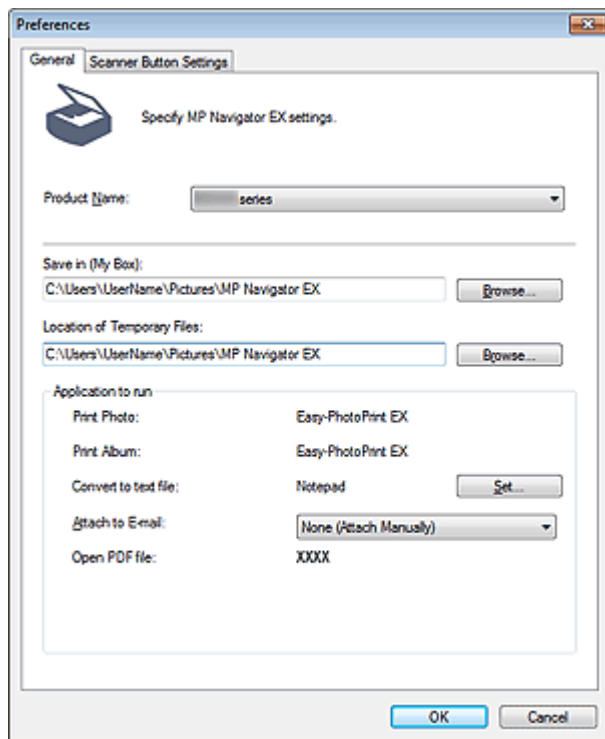 Preferences
General
Scanner Button Settings
Specify MP Navigator EX settings.
Product Name:
series
Save in (My Box):
C:\Users\UserName\Pictures\MP Navigator EX
Browse...
Location of Temporary Files:
C:\Users\UserName\Pictures\MP Navigator EX
Browse...
Application to run
Print Photo:
Easy-PhotoPrint EX
Print Album:
Easy-PhotoPrint EX
Convert to text file:
Notepad
Set...
Attach to E-mail:
None (Attach Manually)
Open PDF file:
XXXX
OK
Cancel